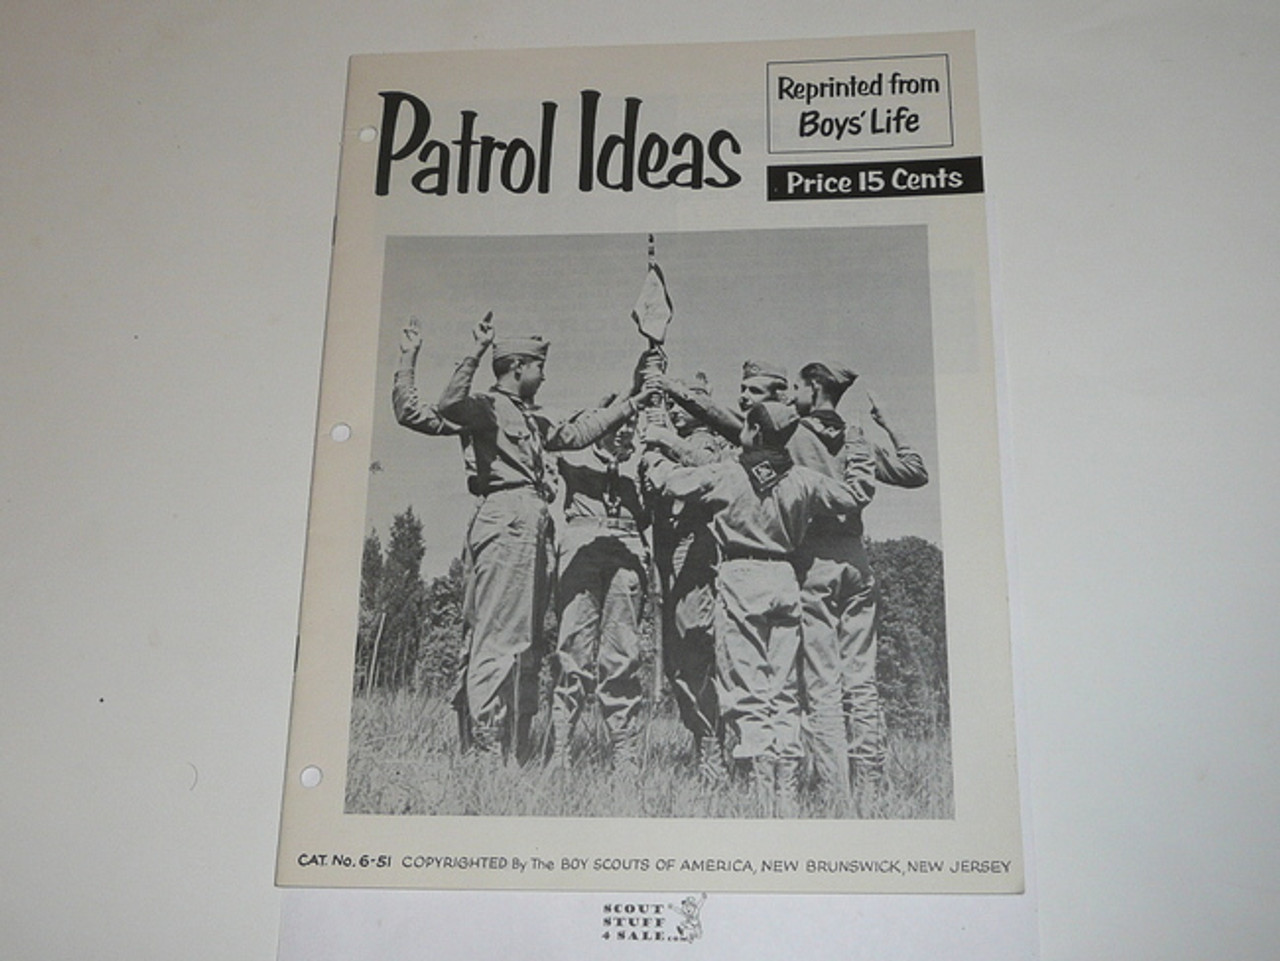 Patrol Ideas
Reprinted from
Boys' Life
Price 15 Cents
CAT. No. 6-51 COPYRIGHTED By The BOY SCOUTS OF AMERICA, NEW BRUNSWICK, NEW JERSEY
SCOUT
STUFF
4 SALE.com